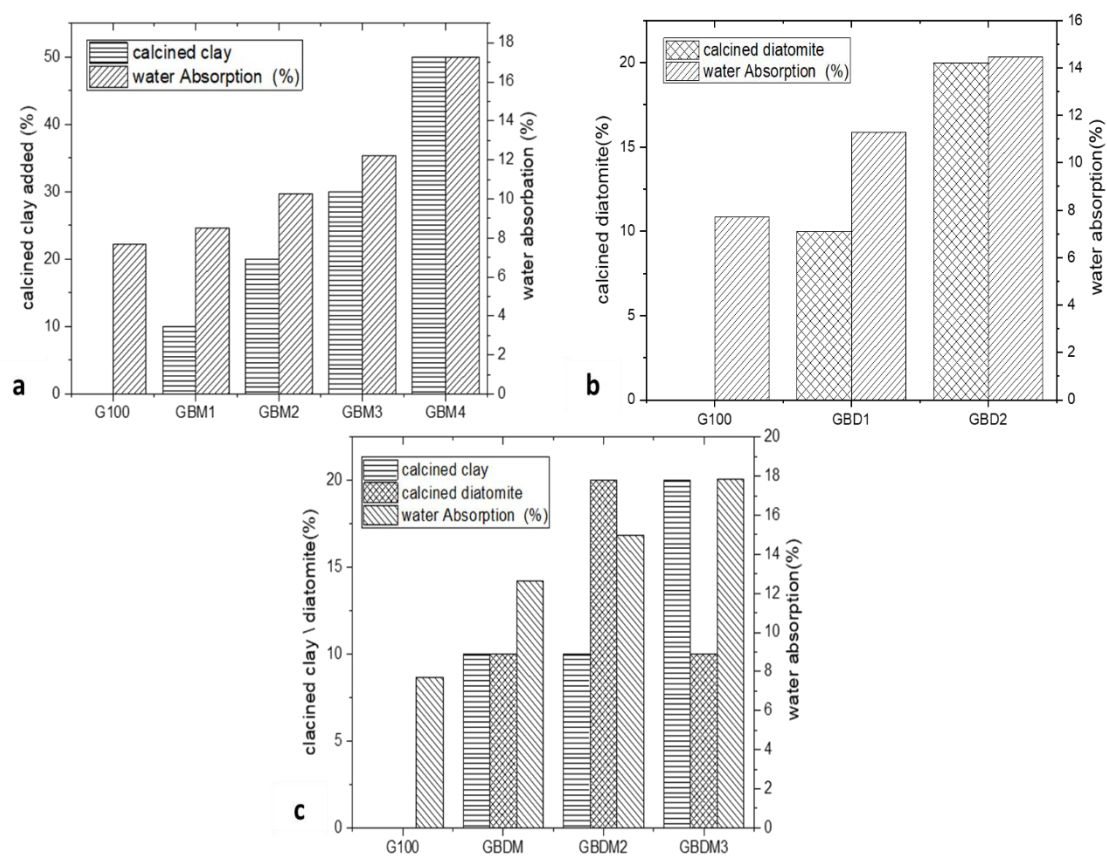 calcined clay
water Absorption (%)
calcined clay added (%)
water absorbation (%)
50
40
30
20
10
0
18
16
14
12
10
8
6
4
2
0
G100
GBM1
GBM2
GBM3
GBM4
a
calcined diatomite
water Absorption (%)
calcined diatomite(%)
water absorption(%)
20
15
10
5
0
16
14
12
10
8
6
4
2
0
G100
GBD1
GBD2
b
calcined clay
calcined diatomite
water Absorption (%)
clacined clay \ diatomite(%)
water absorption(%)
20
15
10
5
0
20
18
16
14
12
10
8
6
4
2
0
G100
GBDM
GBDM2
GBDM3
c